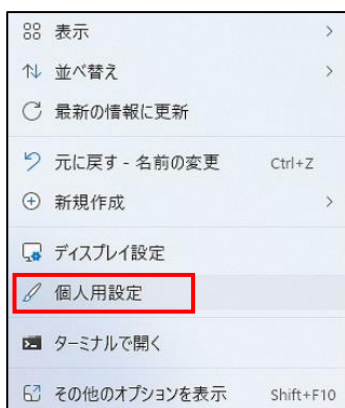 表示
並べ替え
最新の情報に更新
元に戻す - 名前の変更 Ctrl+Z
新規作成
ディスプレイ設定
個人用設定
ターミナルで開く
その他のオプションを表示 Shift+F10